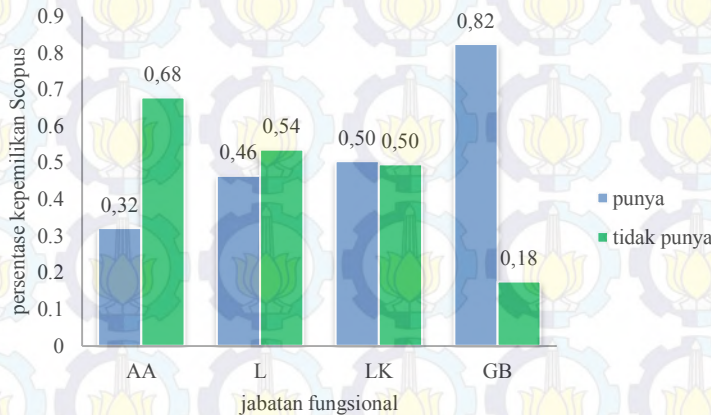 persentase kepemilikan Scopus
0.9
0.8
0.7
0.6
0.5
0.4
0.3
0.2
0.1
0
0,32
0,68
0,46
0,54
0,50
0,50
0,82
0,18
AA
L
LK
GB
jabatan fungsional
punya
tidak punya